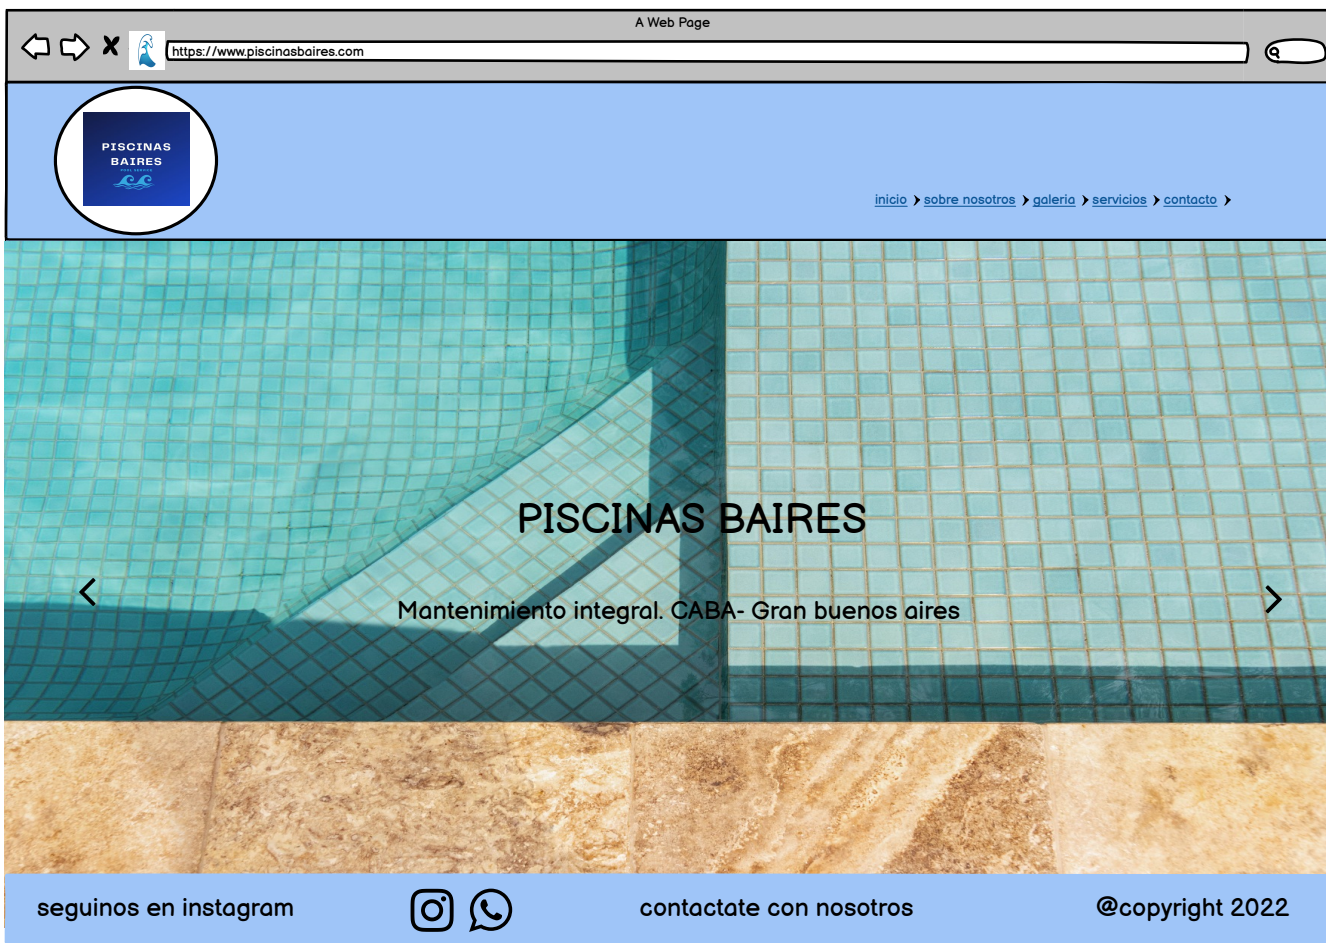 A Web Page
https://www.piscinasbaires.com
PISCINAS
BAIRES
inicio sobre nosotros galeria servicios contacto
PISCINAS BAIRES
Mantenimiento integral. CABA- Gran buenos aires
seguinos en instagram contactate con nosotros @copyright 2022